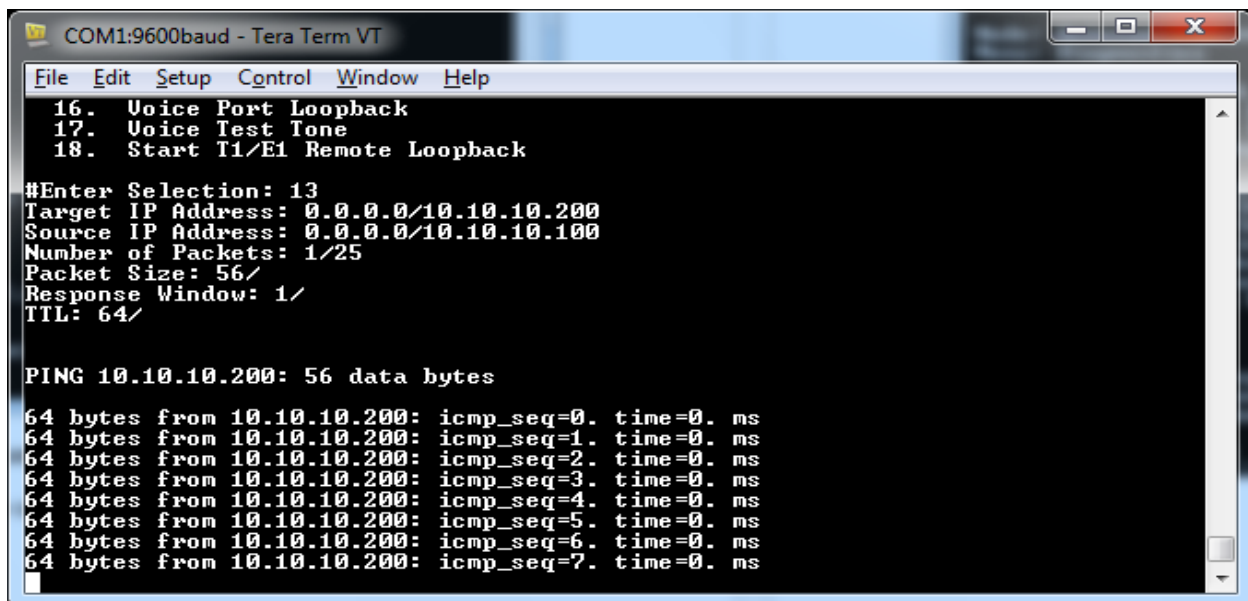 COM1:9600baud - Tera Term VT
File Edit Setup Control Window Help
16. Voice Port Loopback
17. Voice Test Tone
18. Start T1/E1 Remote Loopback
#Enter Selection: 13
Target IP Address: 0.0.0.0/10.10.10.200
Source IP Address: 0.0.0.0/10.10.10.100
Number of Packets: 1/25
Packet Size: 56/
Response Window: 1/
TTL: 64/
PING 10.10.10.200: 56 data bytes
64 bytes from 10.10.10.200: icmp_seq=0. time=0. ms
64 bytes from 10.10.10.200: icmp_seq=1. time=0. ms
64 bytes from 10.10.10.200: icmp_seq=2. time=0. ms
64 bytes from 10.10.10.200: icmp_seq=3. time=0. ms
64 bytes from 10.10.10.200: icmp_seq=4. time=0. ms
64 bytes from 10.10.10.200: icmp_seq=5. time=0. ms
64 bytes from 10.10.10.200: icmp_seq=6. time=0. ms
64 bytes from 10.10.10.200: icmp_seq=7. time=0. ms